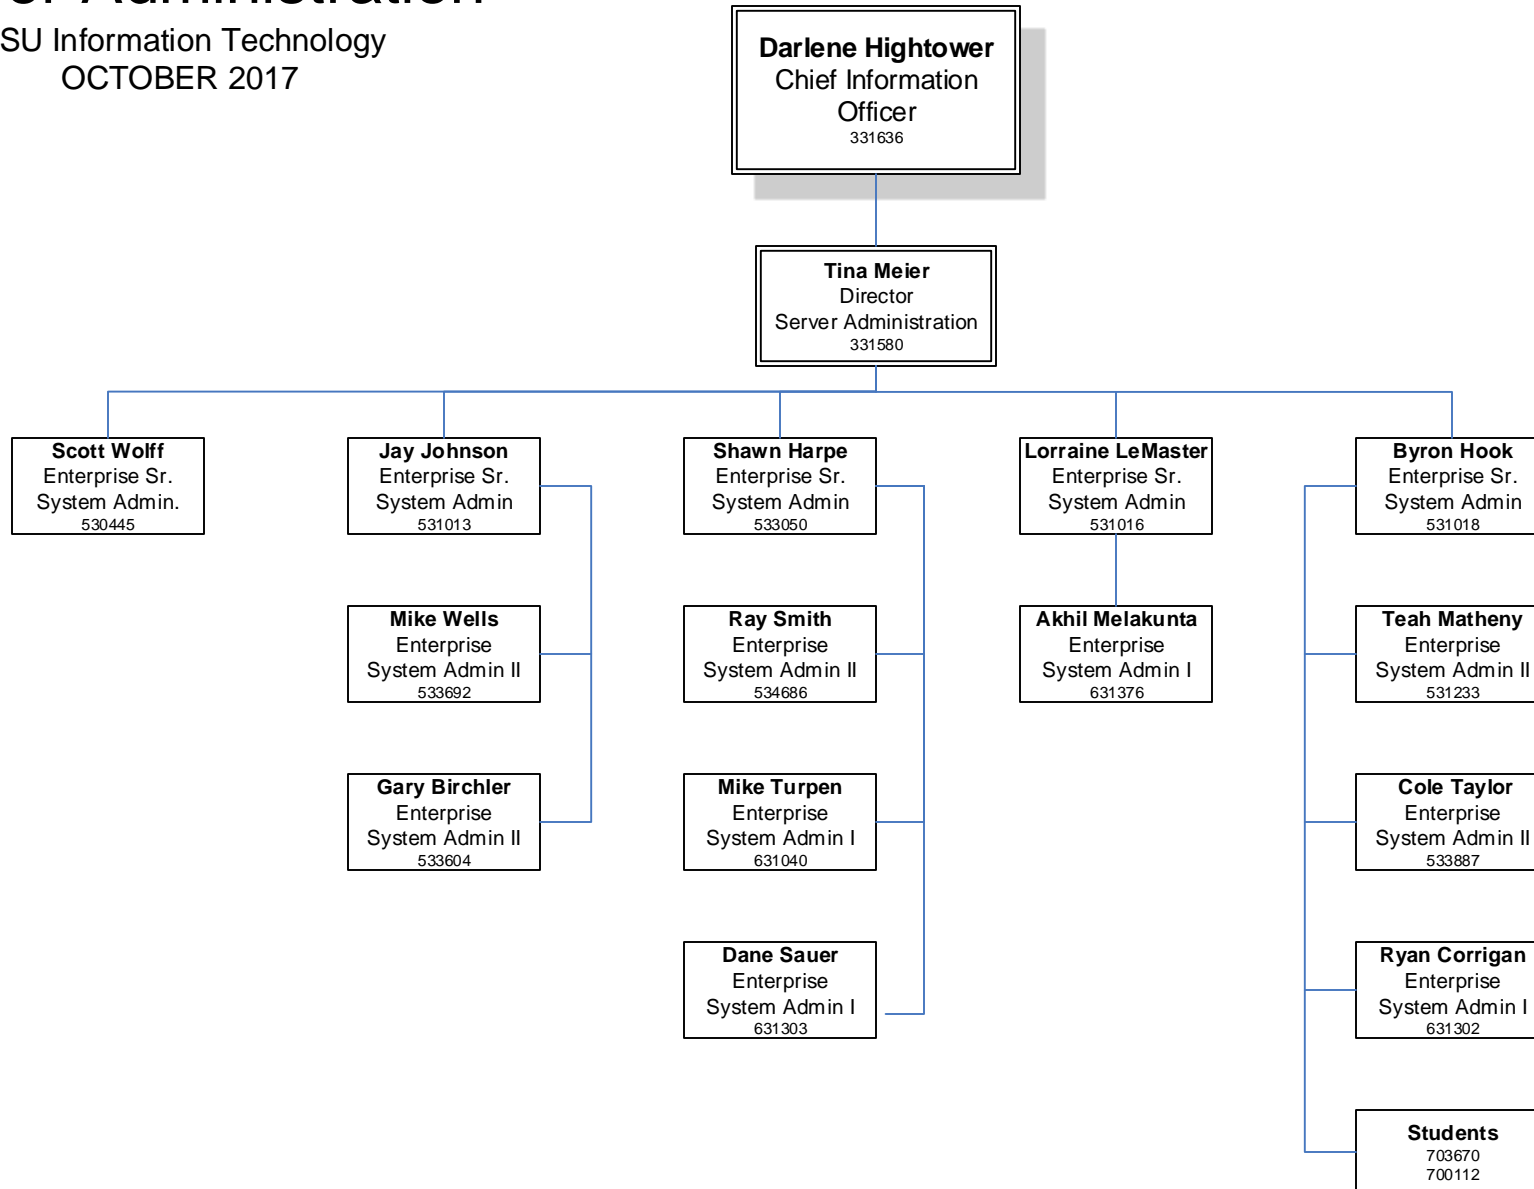 Administration
SU Information Technology
OCTOBER 2017
Darlene Hightower
Chief Information
Officer
331636
Tina Meier
Director
Server Administration
331580
Scott Wolff
Enterprise Sr.
System Admin.
530445
Jay Johnson
Enterprise Sr.
System Admin
531013
Shawn Harpe
Enterprise Sr.
System Admin
533050
Lorraine LeMaster
Enterprise Sr.
System Admin
531016
Byron Hook
Enterprise Sr.
System Admin
531018
Mike Wells
Enterprise
System Admin II
533692
Ray Smith
Enterprise
System Admin II
534686
Akhil Melakunta
Enterprise
System Admin I
631376
Teah Matheny
Enterprise
System Admin II
531233
Gary Birchler
Enterprise
System Admin II
533604
Mike Turpen
Enterprise
System Admin I
631040
Cole Taylor
Enterprise
System Admin II
533887
Dane Sauer
Enterprise
System Admin I
631303
Ryan Corrigan
Enterprise
System Admin I
631302
Students
703670
700112